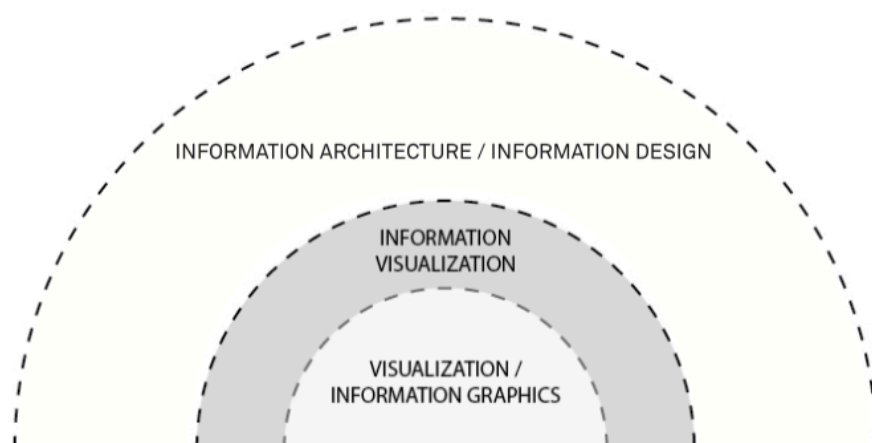 INFORMATION ARCHITECTURE / INFORMATION DESIGN
INFORMATION
VISUALIZATION
VISUALIZATION /
INFORMATION GRAPHICS